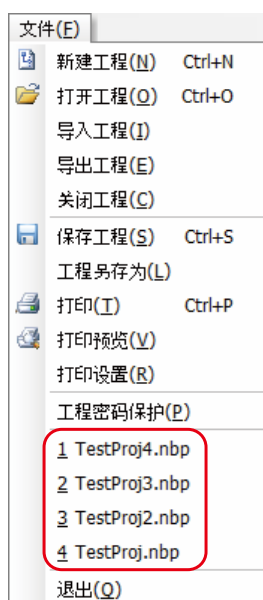 文件(F)
新建工程(N) Ctrl+N
打开工程(O) Ctrl+O
导入工程(I)
导出工程(E)
关闭工程(C)
保存工程(S) Ctrl+S
工程另存为(L)
打印(T) Ctrl+P
打印预览(V)
打印设置(R)
工程密码保护(P)
1 TestProj4.nbp
2 TestProj3.nbp
3 TestProj2.nbp
4 TestProj.nbp
退出(Q)